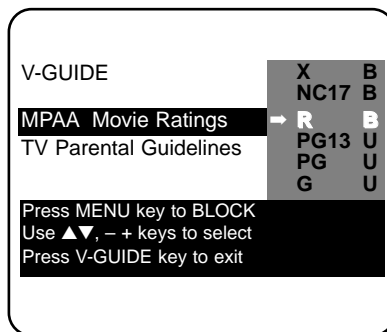 V-GUIDE
X B
NC17 B
MPAA Movie Ratings ➡ R B
TV Parental Guidelines
PG13 U
PG U
G U
Press MENU key to BLOCK
Use ▲▼, – + keys to select
Press V-GUIDE key to exit